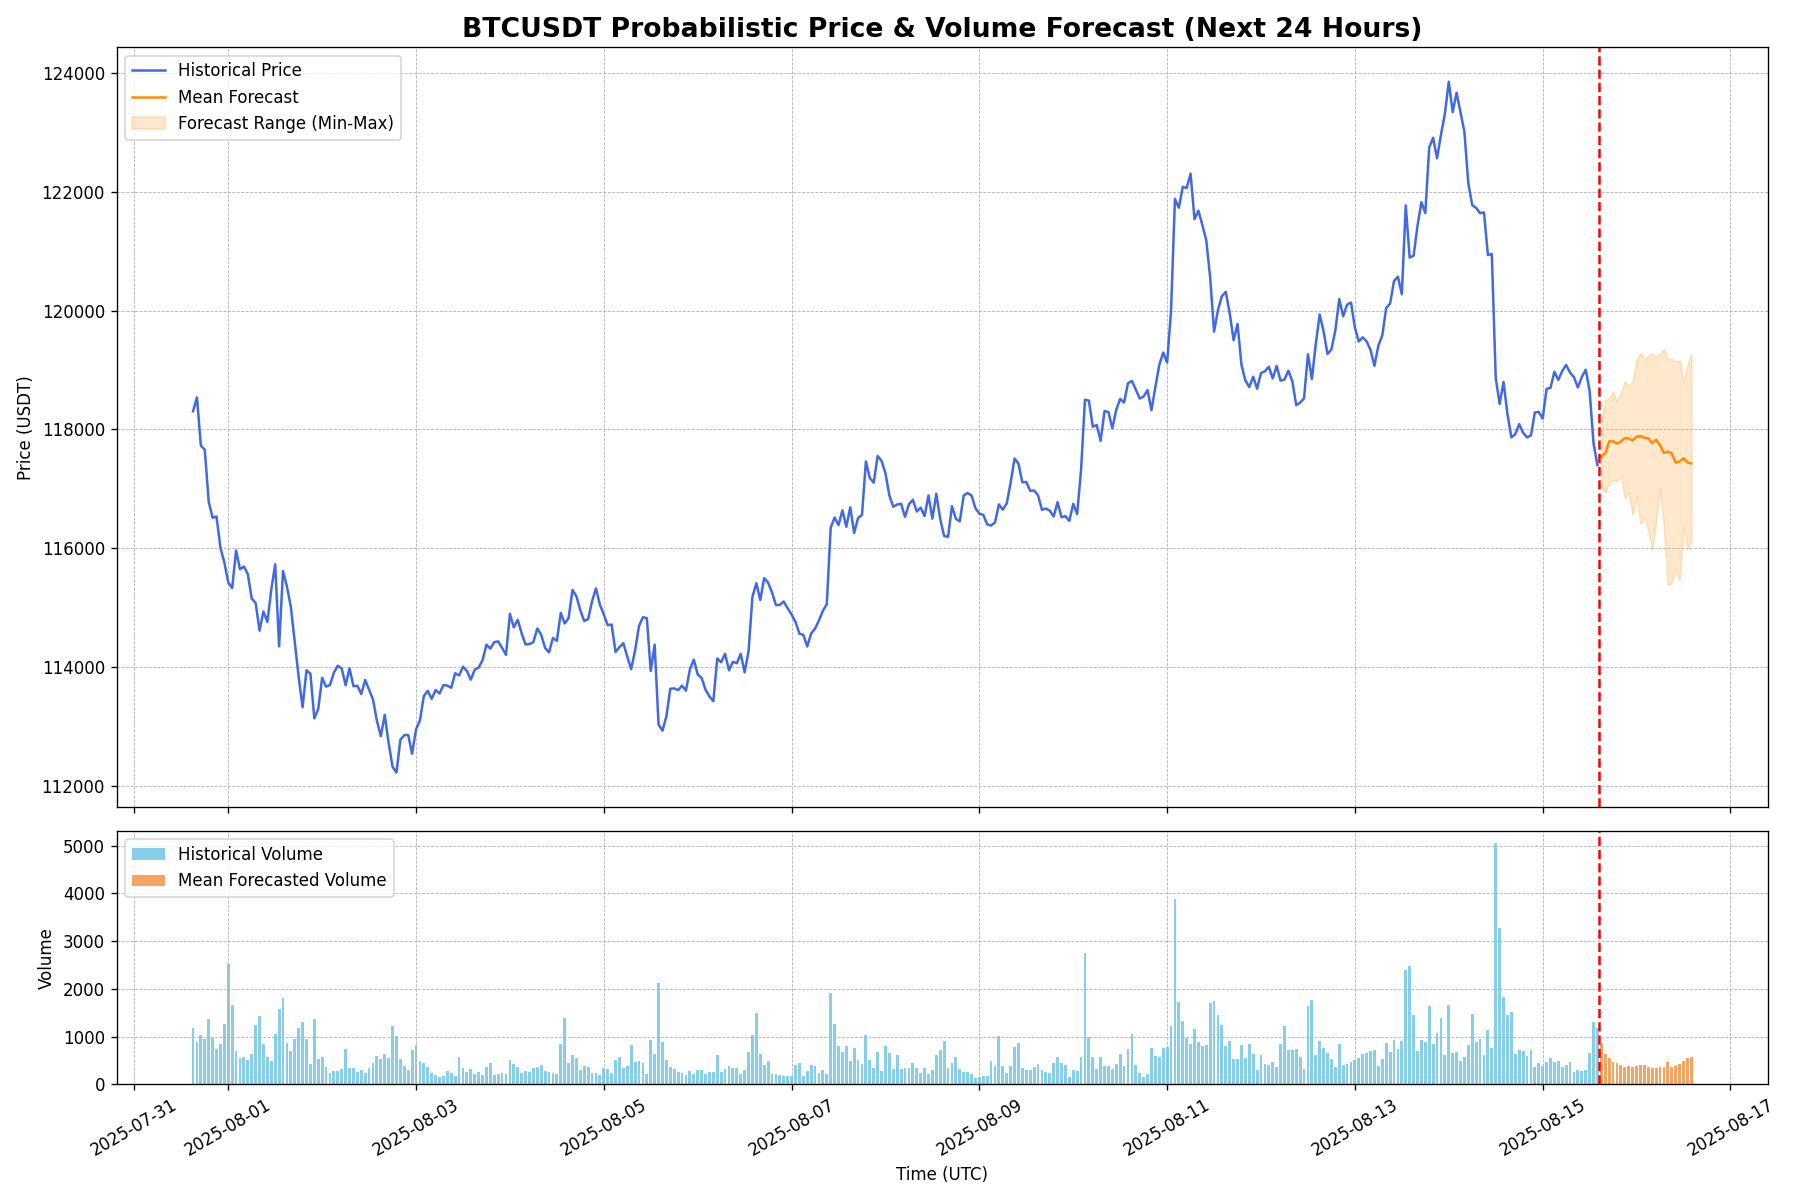 BTCUSDT Probabilistic Price & Volume Forecast (Next 24 Hours)
Historical Price
Mean Forecast
Forecast Range (Min-Max)
Price (USDT)
124000
122000
120000
118000
116000
114000
112000
Historical Volume
Mean Forecasted Volume
Volume
5000
4000
3000
2000
1000
0
2025-07-31
2025-08-01
2025-08-03
2025-08-05
2025-08-07
2025-08-09
2025-08-11
2025-08-13
2025-08-15
2025-08-17
Time (UTC)